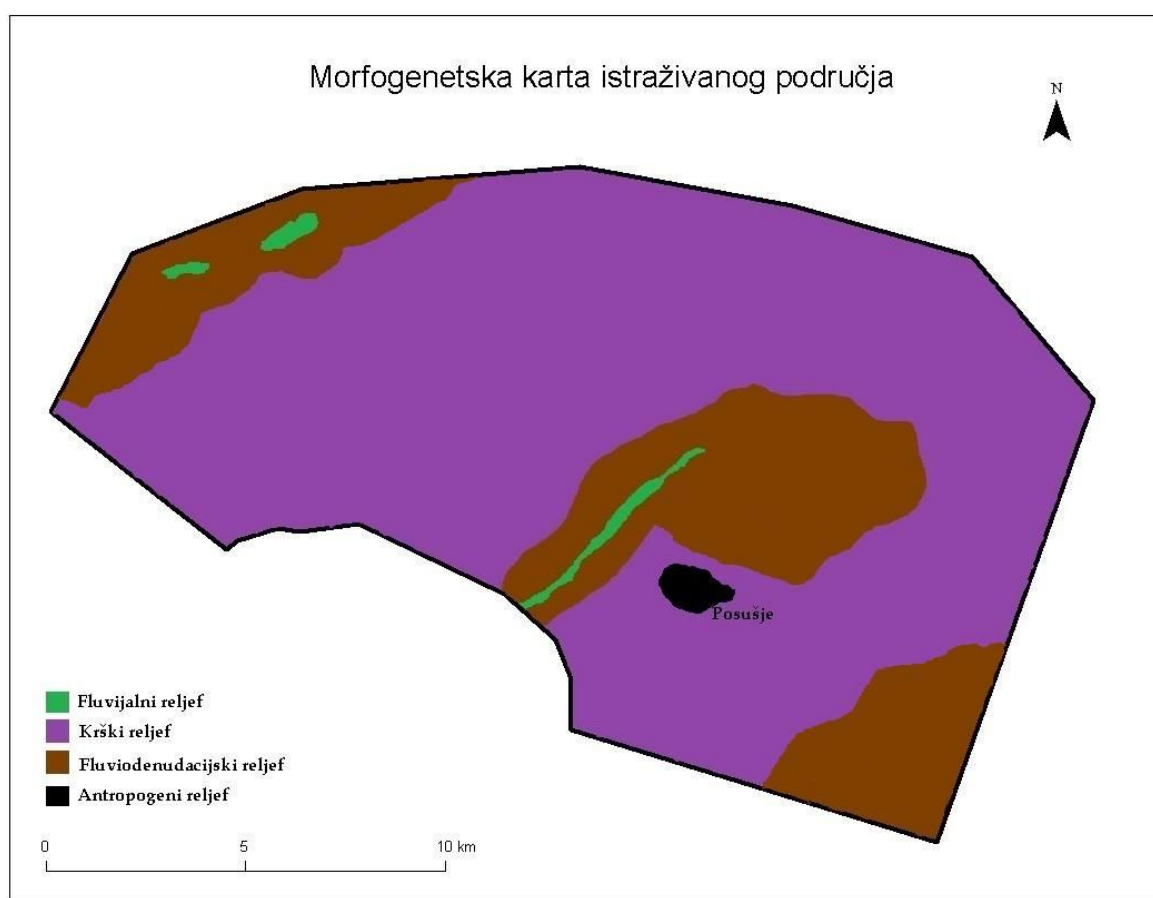 Morfogenetska karta istraživanog područja
N
Posušje
Fluvijalni reljef
Krški reljef
Fluviodenudacijski reljef
Antropogeni reljef
0 5 10 km